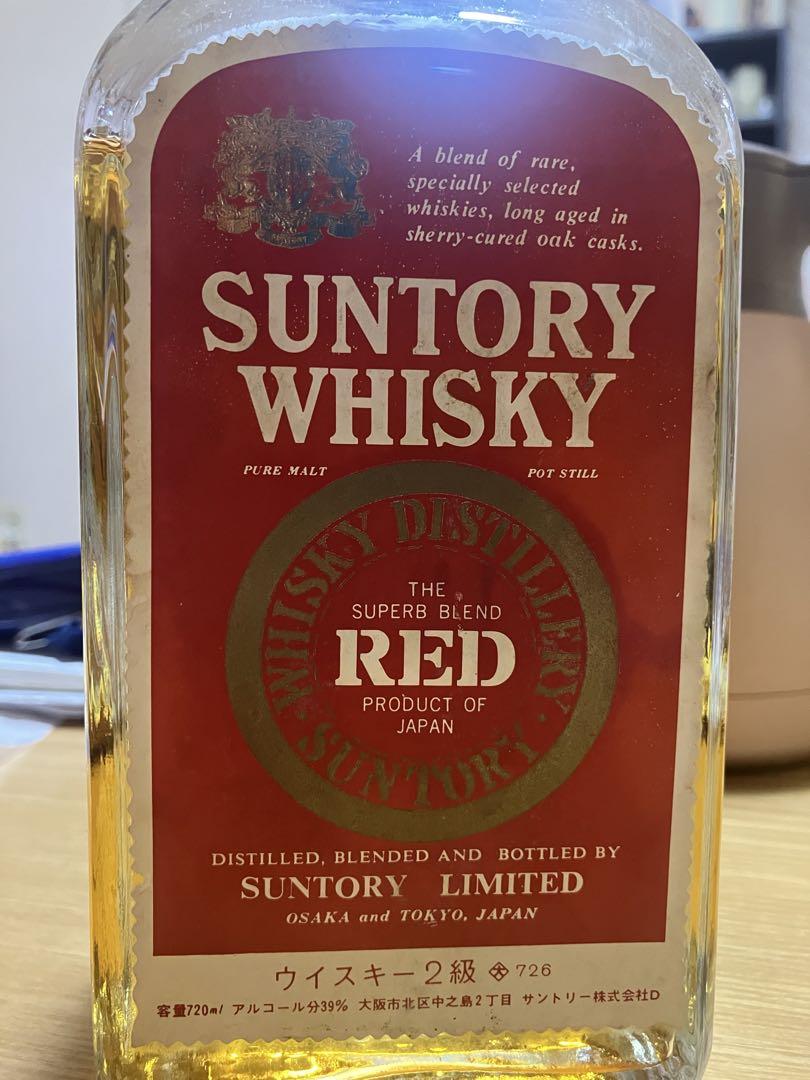 SUNTORY
A blend of rare,
specially selected
whiskies, long aged in
sherry-cured oak casks.
SUNTORY
WHISKY
PURE MALT
POT STILL
WHISKY DISTILLERY
THE
SUPERB BLEND
RED
PRODUCT OF
JAPAN
SUNTORY
DISTILLED, BLENDED AND BOTTLED BY
SUNTORY LIMITED
OSAKA and TOKYO, JAPAN
ウイスキー2級 726
容量720ml アルコール分39% 大阪市北区中之島2丁目 サントリー株式会社D